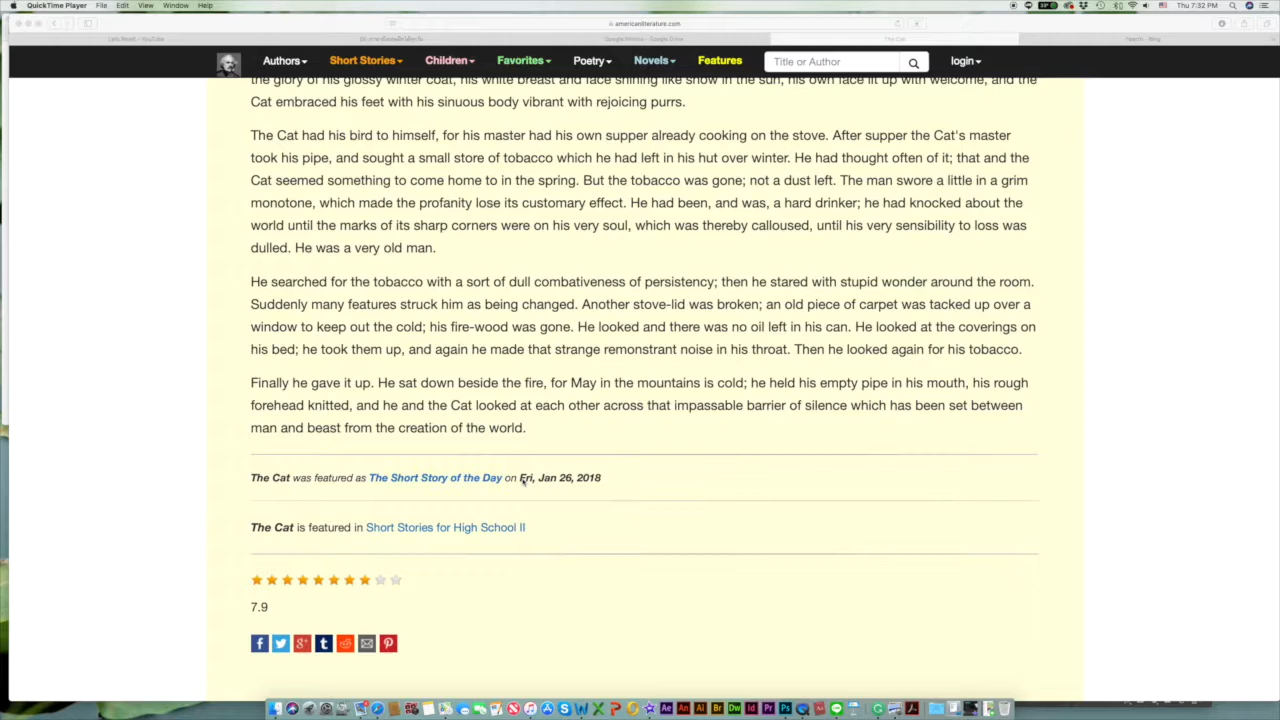 QuickTime Player File Edit View Window Help
Thu 7:32 PM
americanliterature.com
The Cat
Authors Short Stories Children Favorites Poetry Novels Features Title or Author login
the glory of his glossy winter coat, his white breast and face shining like snow in the sun, his own face lit up with welcome, and the
Cat embraced his feet with his sinuous body vibrant with rejoicing purrs.
The Cat had his bird to himself, for his master had his own supper already cooking on the stove. After supper the Cat's master
took his pipe, and sought a small store of tobacco which he had left in his hut over winter. He had thought often of it; that and the
Cat seemed something to come home to in the spring. But the tobacco was gone; not a dust left. The man swore a little in a grim
monotone, which made the profanity lose its customary effect. He had been, and was, a hard drinker; he had knocked about the
world until the marks of its sharp corners were on his very soul, which was thereby calloused, until his very sensibility to loss was
dulled. He was a very old man.
He searched for the tobacco with a sort of dull combativeness of persistency; then he stared with stupid wonder around the room.
Suddenly many features struck him as being changed. Another stove-lid was broken; an old piece of carpet was tacked up over a
window to keep out the cold; his fire-wood was gone. He looked and there was no oil left in his can. He looked at the coverings on
his bed; he took them up, and again he made that strange remonstrant noise in his throat. Then he looked again for his tobacco.
Finally he gave it up. He sat down beside the fire, for May in the mountains is cold; he held his empty pipe in his mouth, his rough
forehead knitted, and he and the Cat looked at each other across that impassable barrier of silence which has been set between
man and beast from the creation of the world.
The Cat was featured as The Short Story of the Day on Fri, Jan 26, 2018
The Cat is featured in Short Stories for High School II
7.9